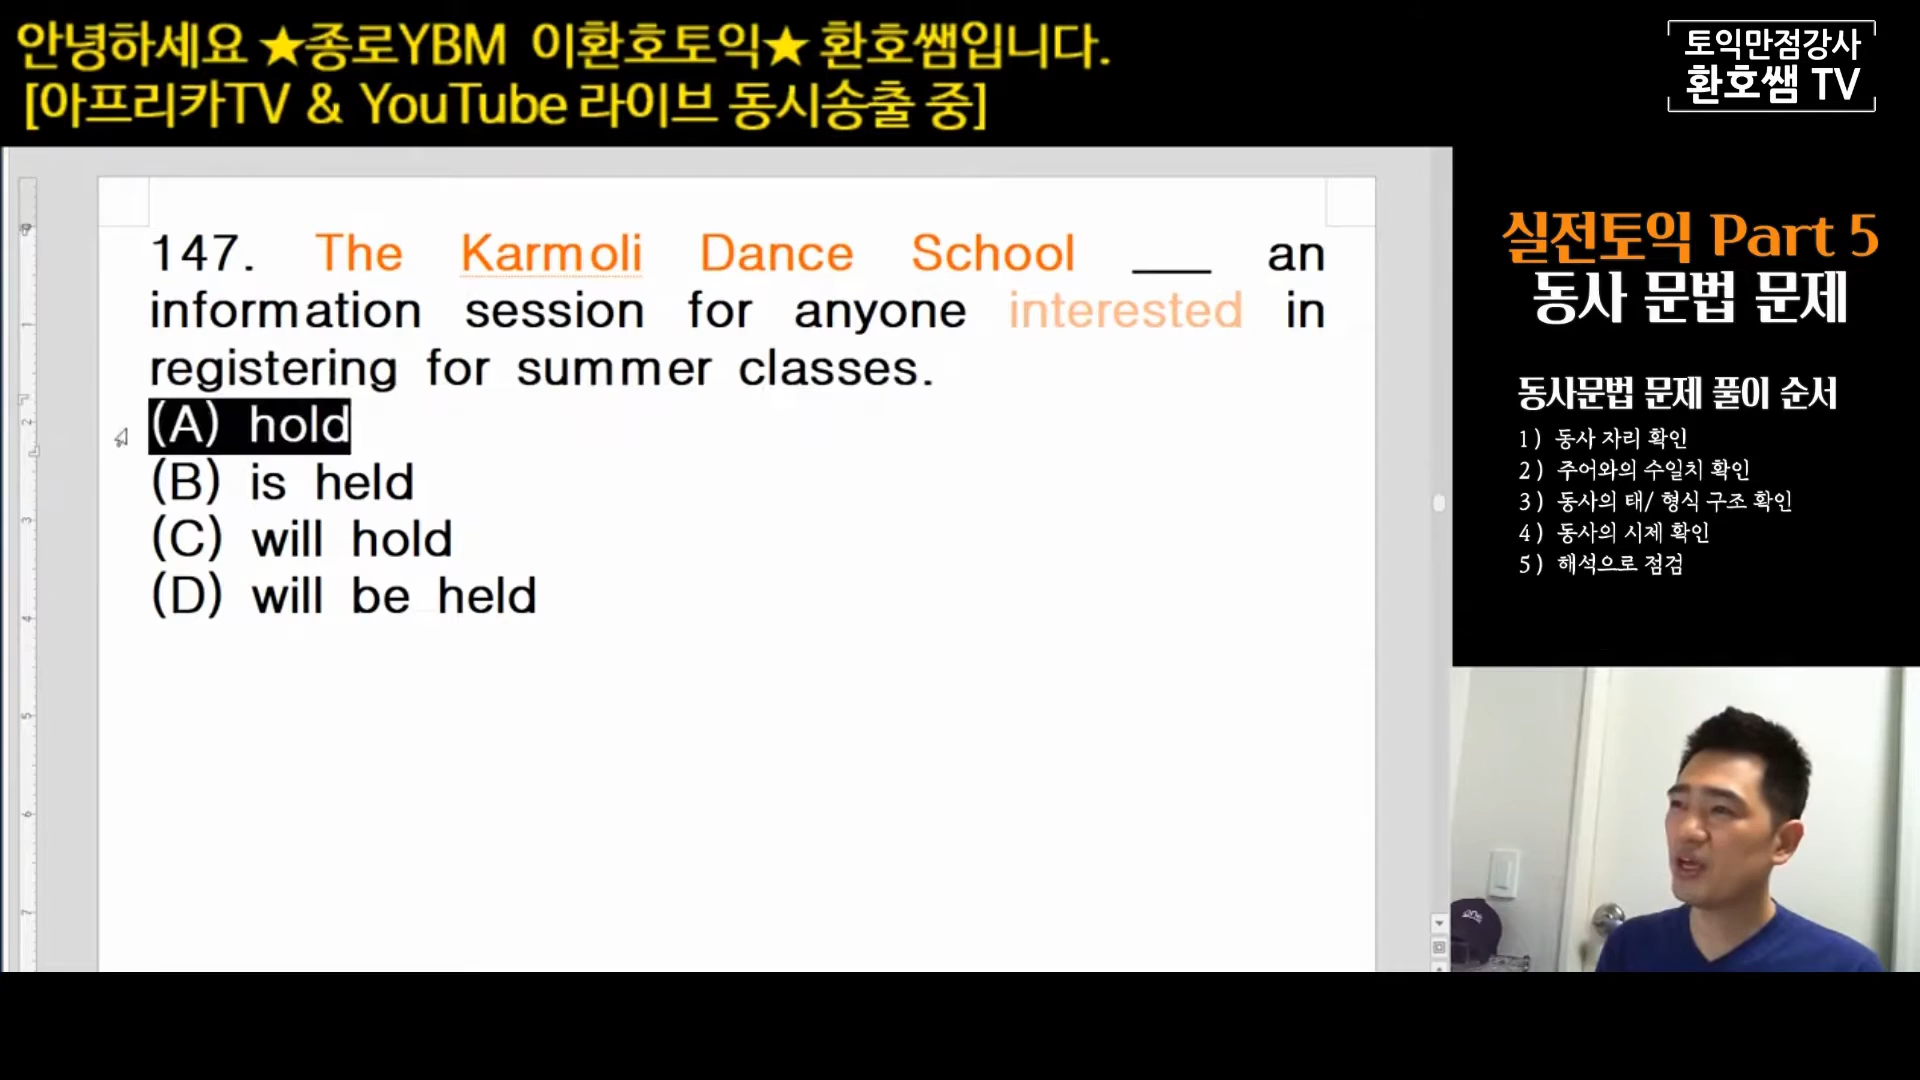 안녕하세요 ★종로YBM 이환호토익★ 환호쌤입니다.
[아프리카TV & YouTube 라이브 동시송출 중]
토익만점강사
환호쌤 TV
147. The Karmoli Dance School ___ an
information session for anyone interested in
registering for summer classes.
(A) hold
(B) is held
(C) will hold
(D) will be held
실전토익 Part 5
동사 문법 문제
동사문법 문제 풀이 순서
1) 동사 자리 확인
2) 주어와의 수일치 확인
3) 동사의 태/ 형식 구조 확인
4) 동사의 시제 확인
5) 해석으로 점검